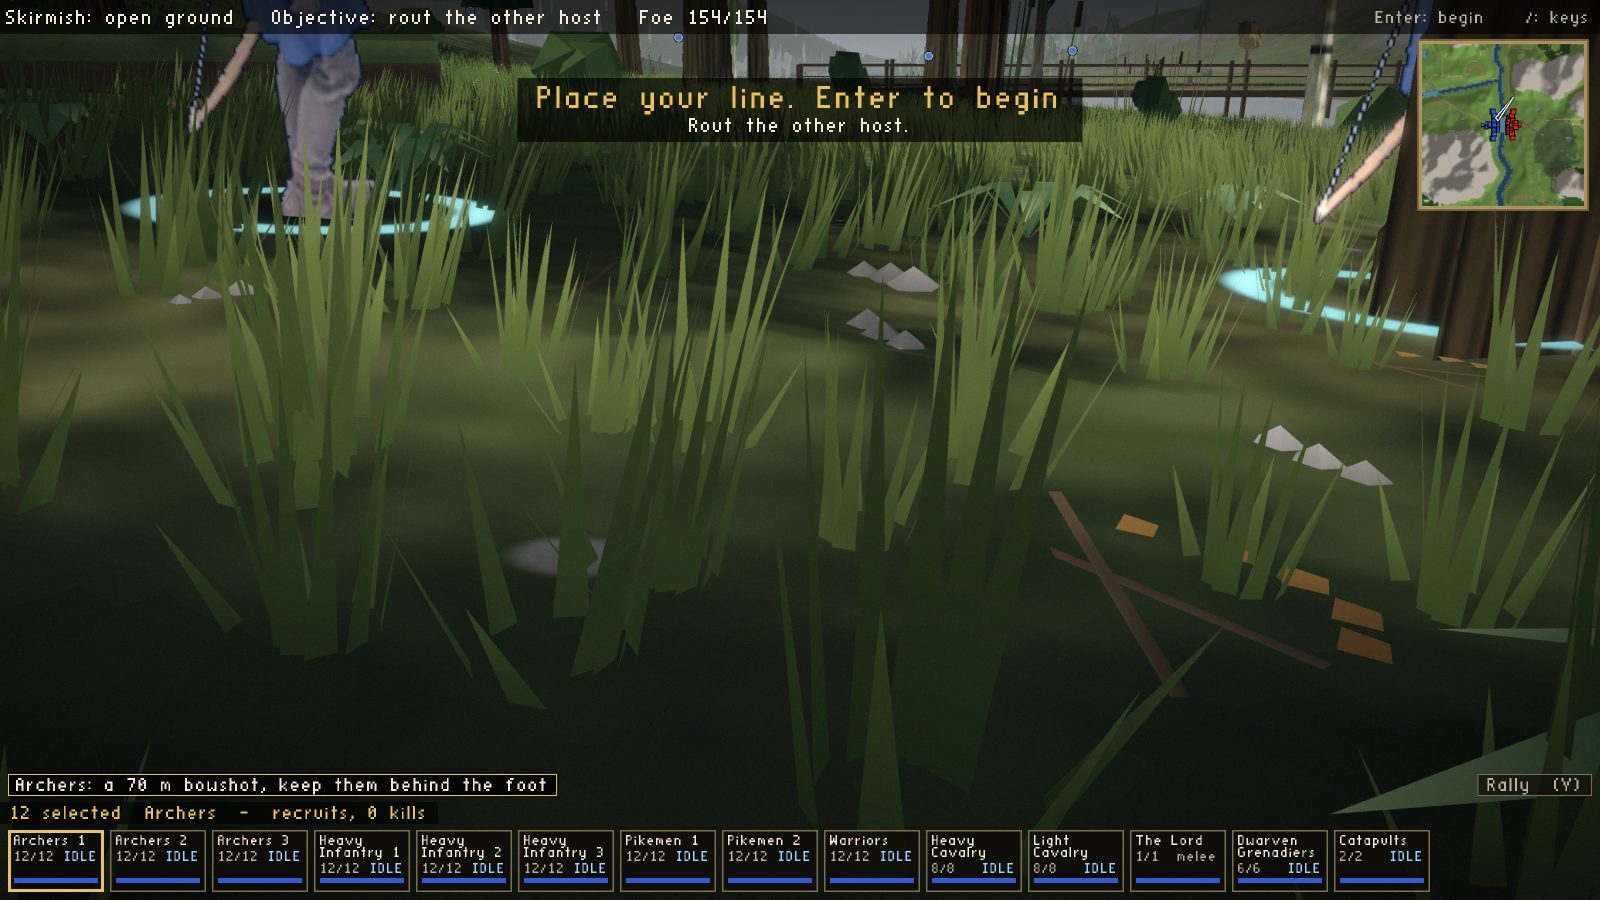 Skirmish: open ground Objective: rout the other host Foe 154/154 Enter: begin /: keys
Place your line. Enter to begin
Rout the other host.
Archers: a 70 m bowshot, keep them behind the foot
Rally (Y)
12 selected Archers - recruits, 0 kills
Archers 1
12/12 IDLE
Archers 2
12/12 IDLE
Archers 3
12/12 IDLE
Heavy
Infantry 1
12/12 IDLE
Heavy
Infantry 2
12/12 IDLE
Heavy
Infantry 3
12/12 IDLE
Pikemen 1
12/12 IDLE
Pikemen 2
12/12 IDLE
Warriors
12/12 IDLE
Heavy
Cavalry
8/8 IDLE
Light
Cavalry
8/8 IDLE
The Lord
1/1 melee
Dwarven
Grenadiers
6/6 IDLE
Catapults
2/2 IDLE